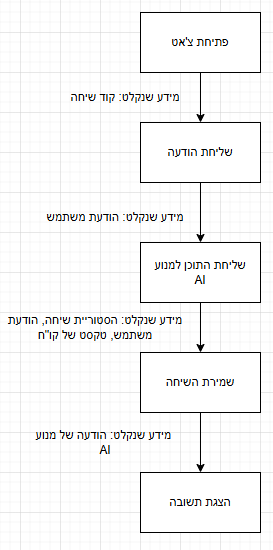 פתיחת צ'אט
מידע שנקלט: קוד שיחה
שליחת הודעה
מידע שנקלט: הודעת משתמש
שליחת התוכן למנוע
AI
מידע שנקלט: הסטוריית שיחה, הודעת
משתמש, טקסט של קו"ח
שמירת השיחה
מידע שנקלט: הודעה של מנוע
AI
הצגת תשובה